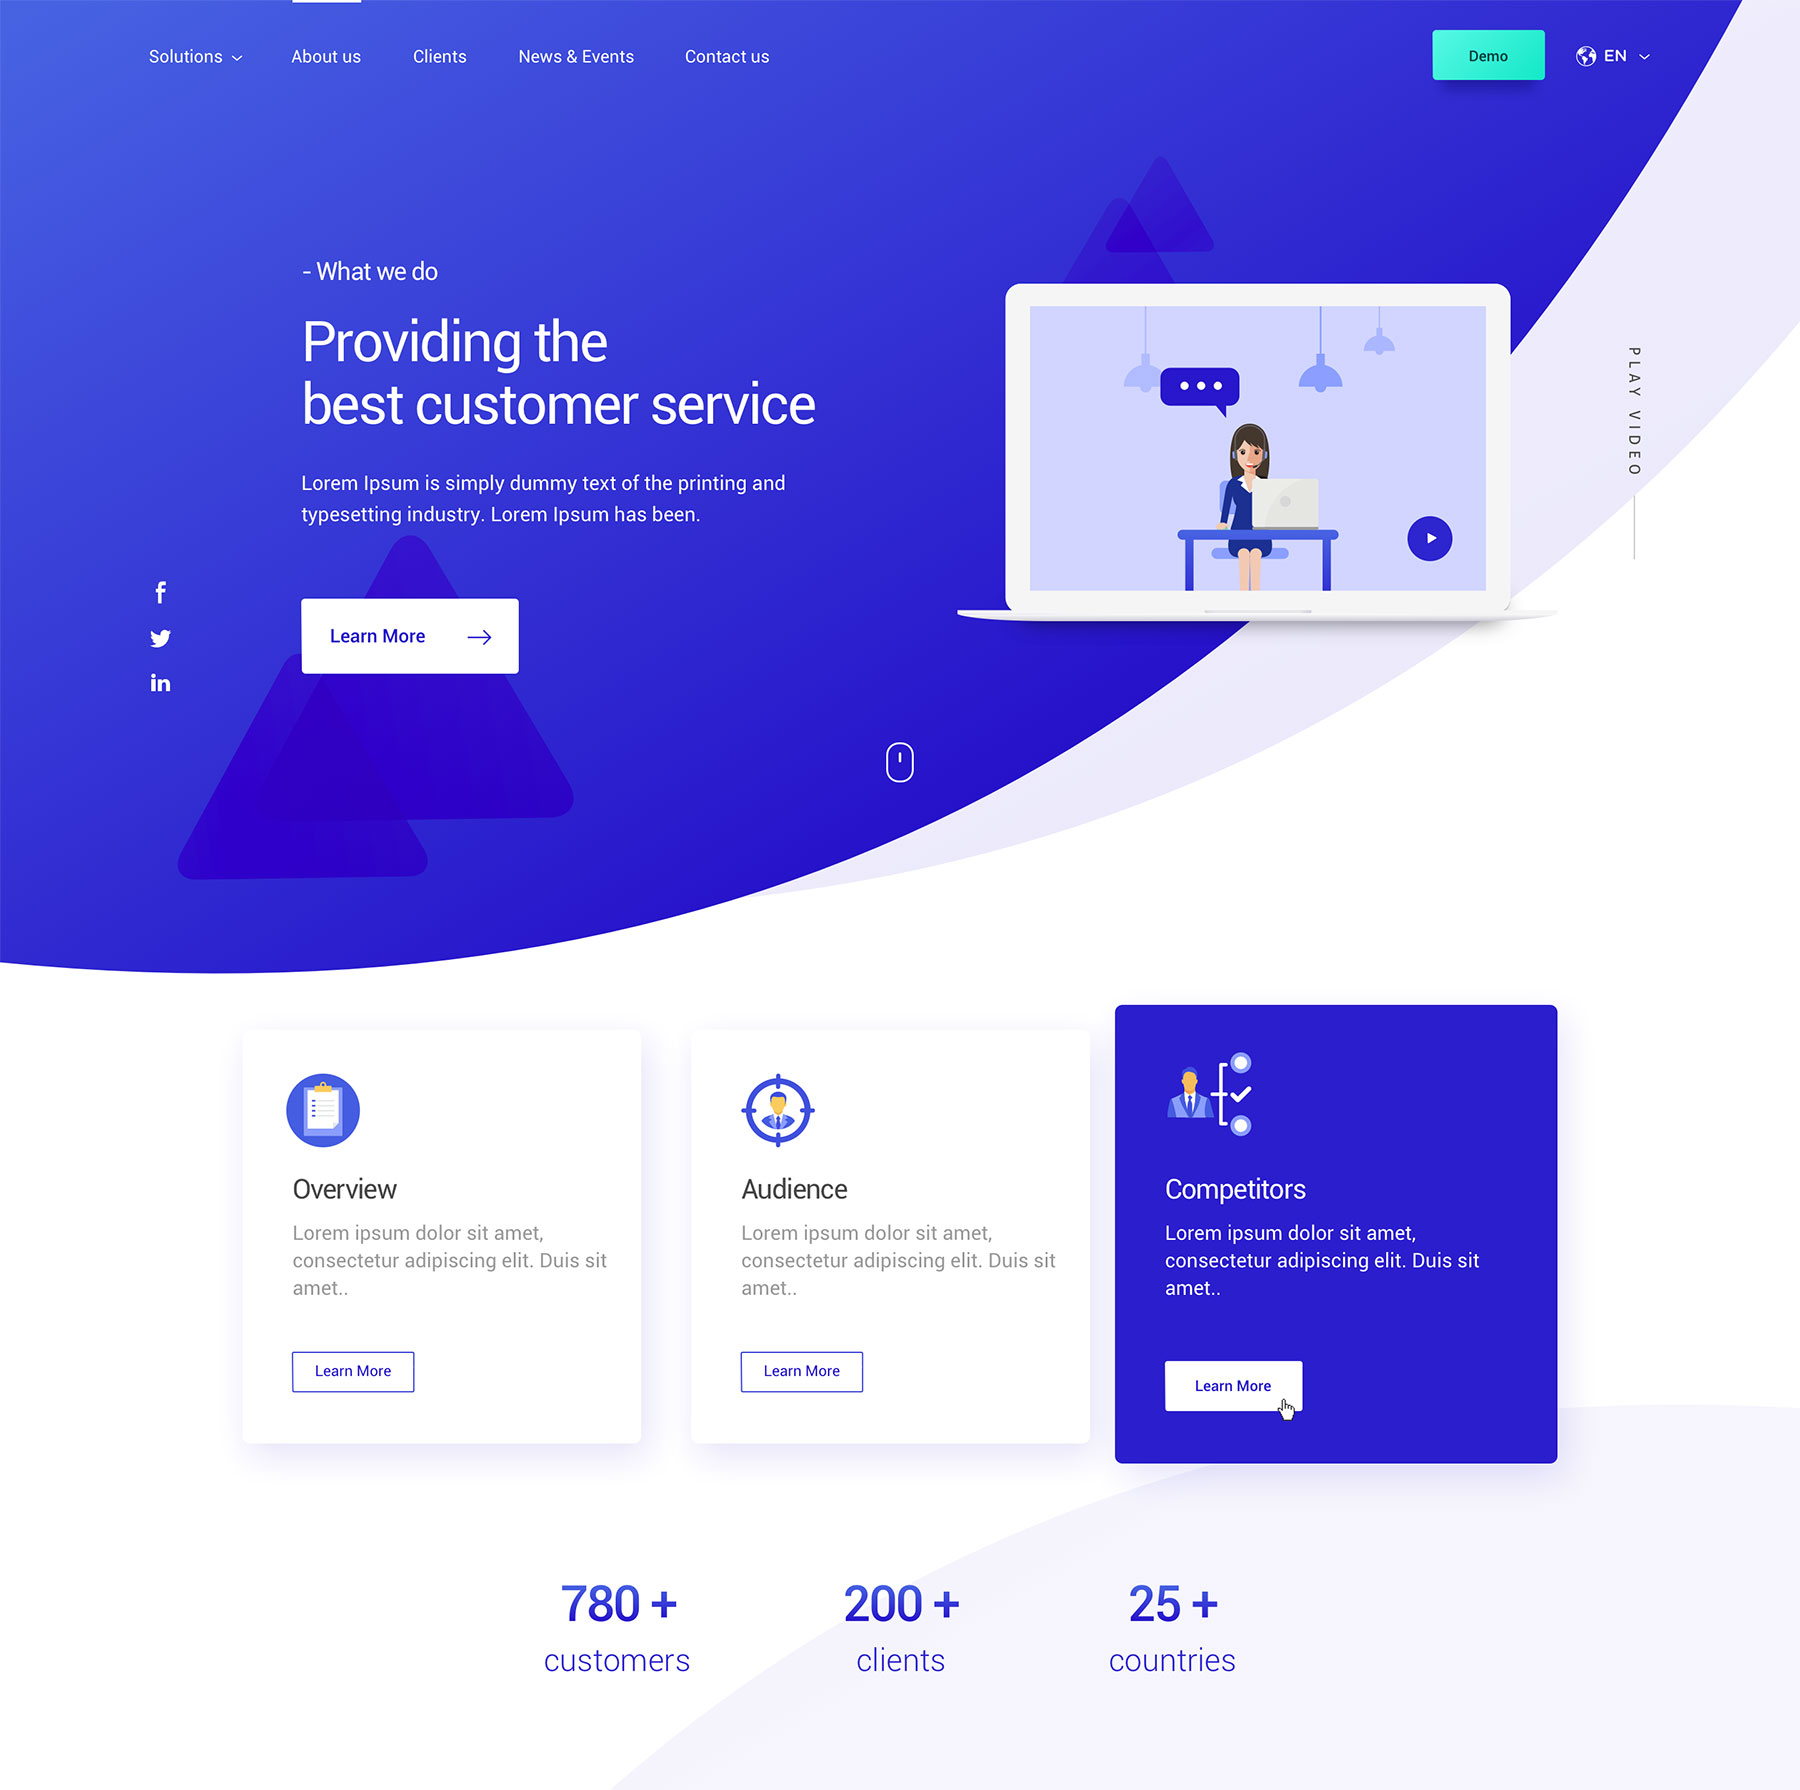 Solutions
About us
Clients
News & Events
Contact us
Demo
EN
- What we do
Providing the
best customer service
Lorem Ipsum is simply dummy text of the printing and
typesetting industry. Lorem Ipsum has been.
Learn More
PLAY VIDEO
Overview
Lorem ipsum dolor sit amet,
consectetur adipiscing elit. Duis sit
amet..
Learn More
Audience
Lorem ipsum dolor sit amet,
consectetur adipiscing elit. Duis sit
amet..
Learn More
Competitors
Lorem ipsum dolor sit amet,
consectetur adipiscing elit. Duis sit
amet..
Learn More
780 +
customers
200 +
clients
25 +
countries